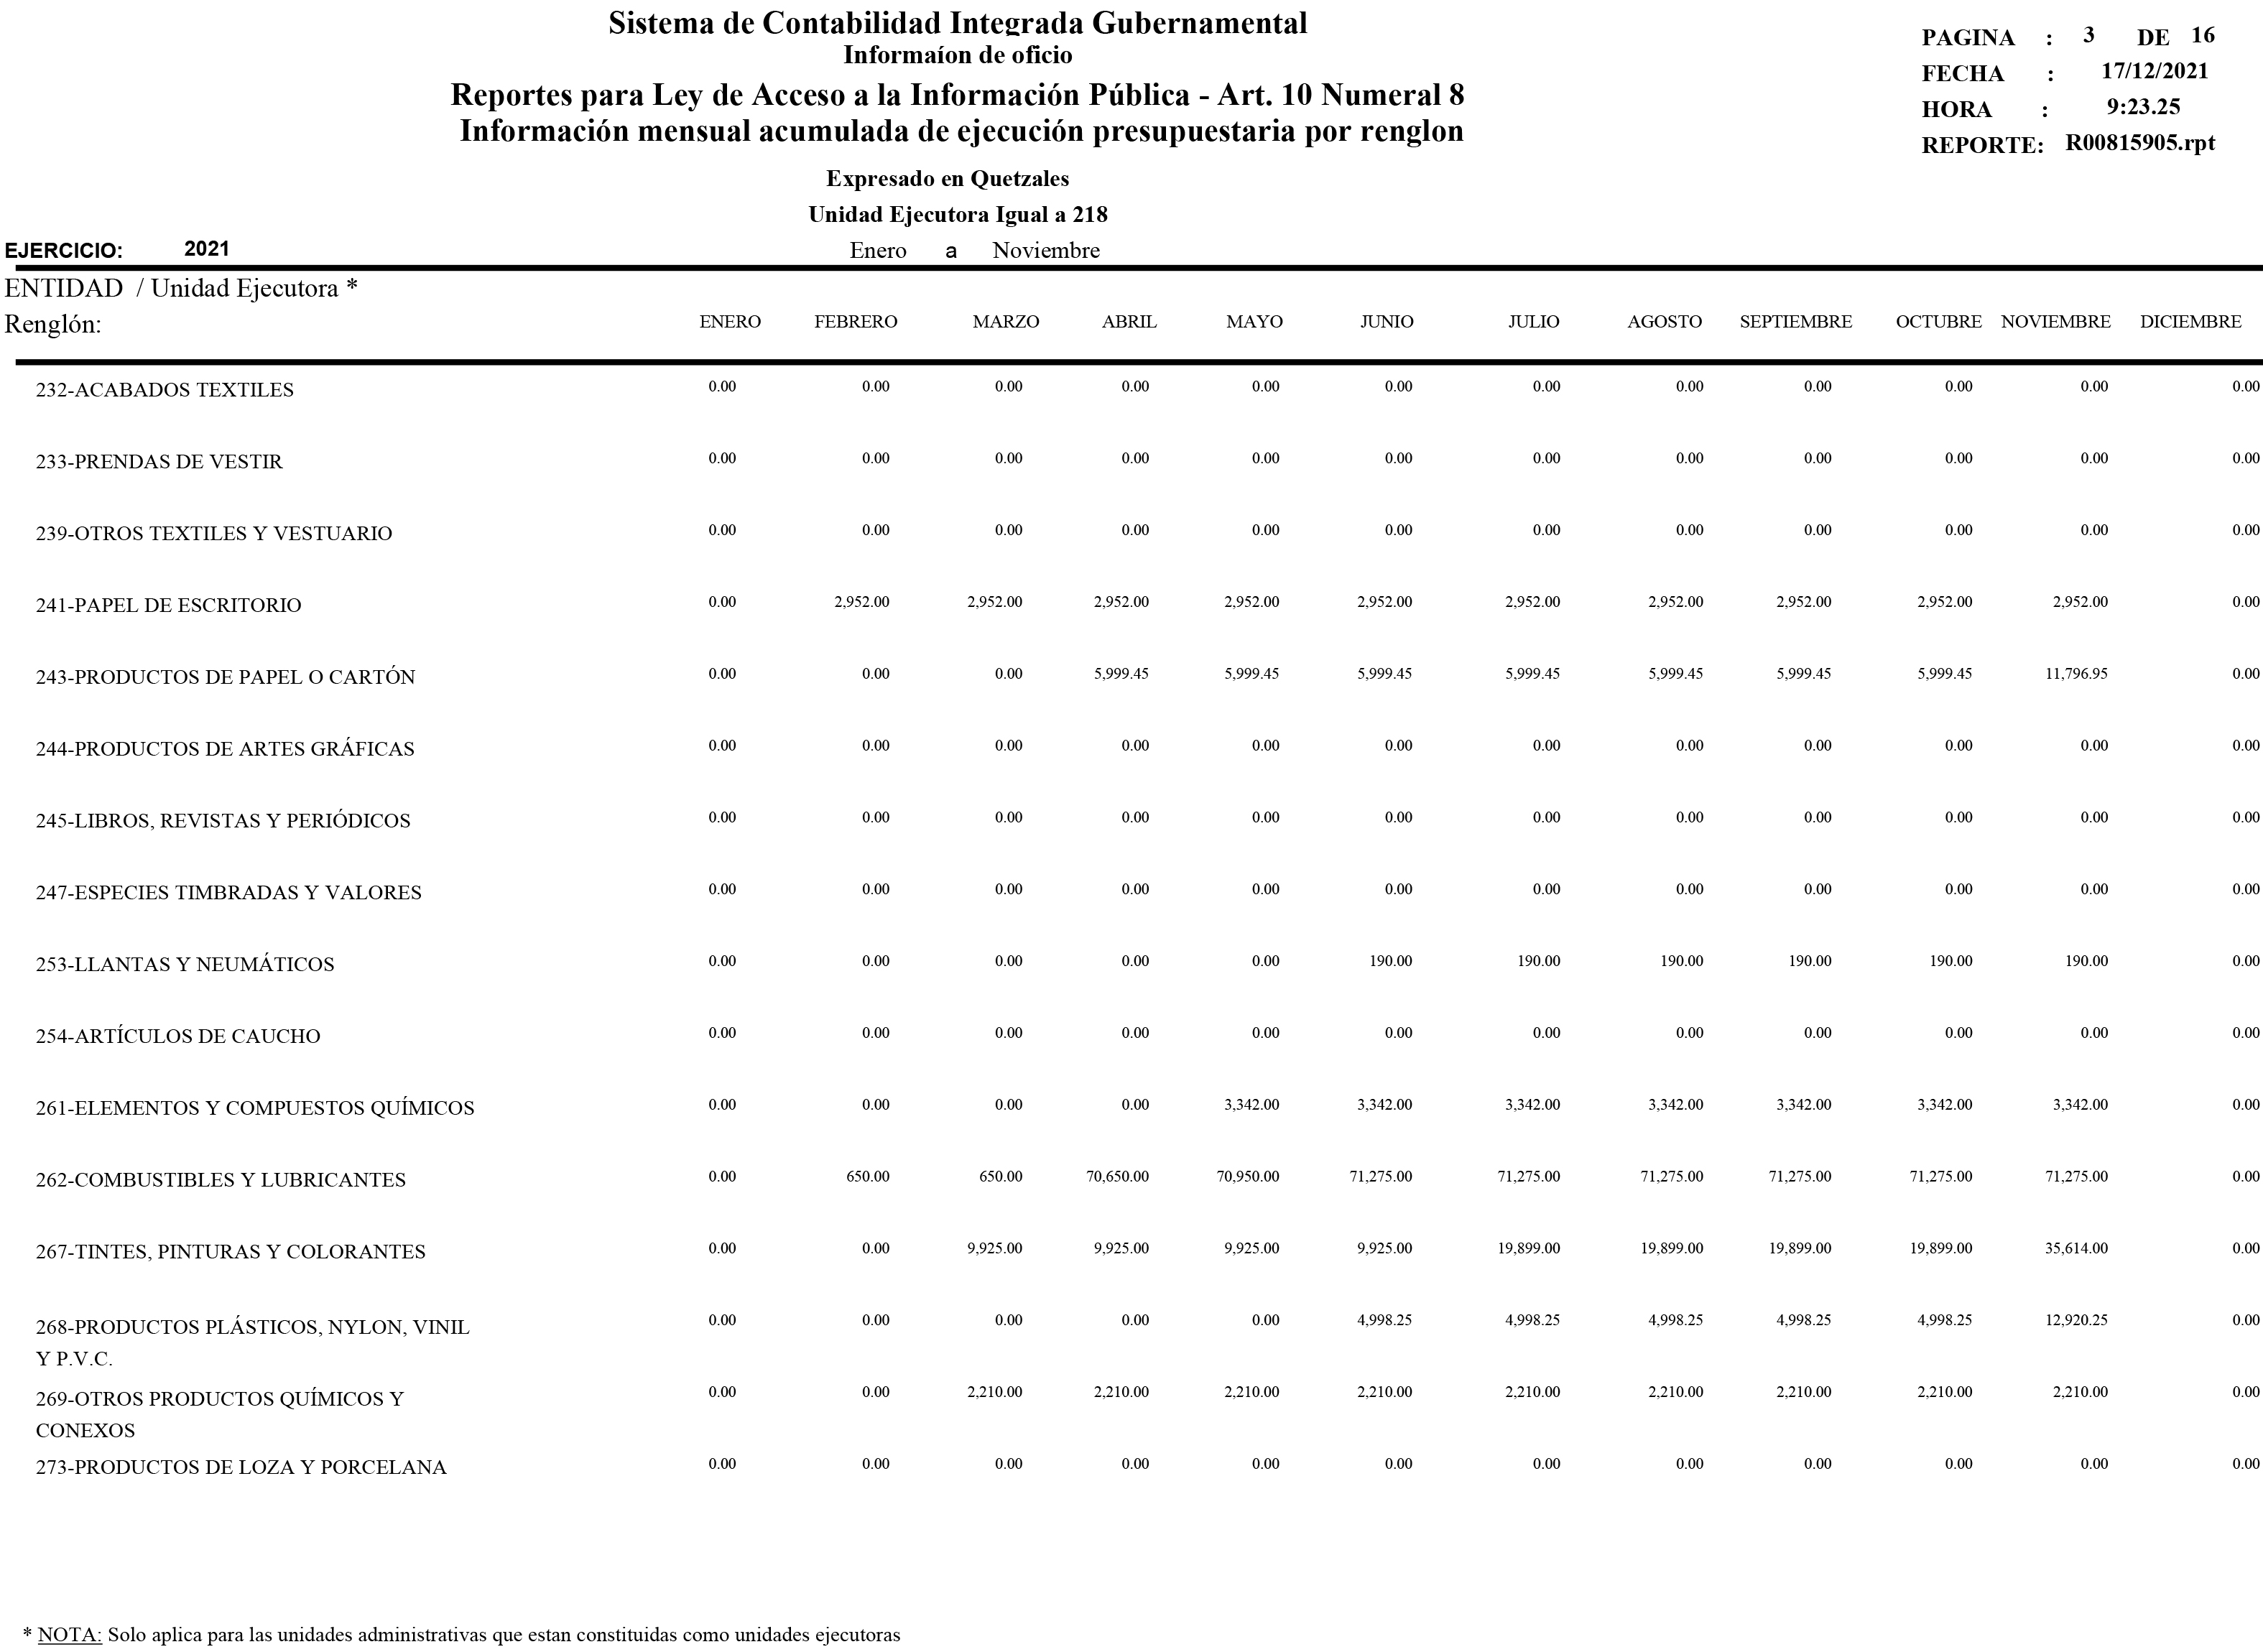 Sistema de Contabilidad Integrada Gubernamental
Informaíon de oficio
Reportes para Ley de Acceso a la Información Pública - Art. 10 Numeral 8
Información mensual acumulada de ejecución presupuestaria por renglon
Expresado en Quetzales
Unidad Ejecutora Igual a 218
PAGINA : 3 DE 16
FECHA : 17/12/2021
HORA : 9:23.25
REPORTE: R00815905.rpt
EJERCICIO: 2021 Enero a Noviembre
ENTIDAD / Unidad Ejecutora *
Renglón: ENERO FEBRERO MARZO ABRIL MAYO JUNIO JULIO AGOSTO SEPTIEMBRE OCTUBRE NOVIEMBRE DICIEMBRE
232-ACABADOS TEXTILES 0.00 0.00 0.00 0.00 0.00 0.00 0.00 0.00 0.00 0.00 0.00 0.00
233-PRENDAS DE VESTIR 0.00 0.00 0.00 0.00 0.00 0.00 0.00 0.00 0.00 0.00 0.00 0.00
239-OTROS TEXTILES Y VESTUARIO 0.00 0.00 0.00 0.00 0.00 0.00 0.00 0.00 0.00 0.00 0.00 0.00
241-PAPEL DE ESCRITORIO 0.00 2,952.00 2,952.00 2,952.00 2,952.00 2,952.00 2,952.00 2,952.00 2,952.00 2,952.00 2,952.00 0.00
243-PRODUCTOS DE PAPEL O CARTÓN 0.00 0.00 0.00 5,999.45 5,999.45 5,999.45 5,999.45 5,999.45 5,999.45 5,999.45 11,796.95 0.00
244-PRODUCTOS DE ARTES GRÁFICAS 0.00 0.00 0.00 0.00 0.00 0.00 0.00 0.00 0.00 0.00 0.00 0.00
245-LIBROS, REVISTAS Y PERIÓDICOS 0.00 0.00 0.00 0.00 0.00 0.00 0.00 0.00 0.00 0.00 0.00 0.00
247-ESPECIES TIMBRADAS Y VALORES 0.00 0.00 0.00 0.00 0.00 0.00 0.00 0.00 0.00 0.00 0.00 0.00
253-LLANTAS Y NEUMÁTICOS 0.00 0.00 0.00 0.00 0.00 190.00 190.00 190.00 190.00 190.00 190.00 0.00
254-ARTÍCULOS DE CAUCHO 0.00 0.00 0.00 0.00 0.00 0.00 0.00 0.00 0.00 0.00 0.00 0.00
261-ELEMENTOS Y COMPUESTOS QUÍMICOS 0.00 0.00 0.00 0.00 3,342.00 3,342.00 3,342.00 3,342.00 3,342.00 3,342.00 3,342.00 0.00
262-COMBUSTIBLES Y LUBRICANTES 0.00 650.00 650.00 70,650.00 70,950.00 71,275.00 71,275.00 71,275.00 71,275.00 71,275.00 71,275.00 0.00
267-TINTES, PINTURAS Y COLORANTES 0.00 0.00 9,925.00 9,925.00 9,925.00 9,925.00 19,899.00 19,899.00 19,899.00 19,899.00 35,614.00 0.00
268-PRODUCTOS PLÁSTICOS, NYLON, VINIL 0.00 0.00 0.00 0.00 0.00 4,998.25 4,998.25 4,998.25 4,998.25 4,998.25 12,920.25 0.00
Y P.V.C.
269-OTROS PRODUCTOS QUÍMICOS Y 0.00 0.00 2,210.00 2,210.00 2,210.00 2,210.00 2,210.00 2,210.00 2,210.00 2,210.00 2,210.00 0.00
CONEXOS
273-PRODUCTOS DE LOZA Y PORCELANA 0.00 0.00 0.00 0.00 0.00 0.00 0.00 0.00 0.00 0.00 0.00 0.00
* NOTA: Solo aplica para las unidades administrativas que estan constituidas como unidades ejecutoras